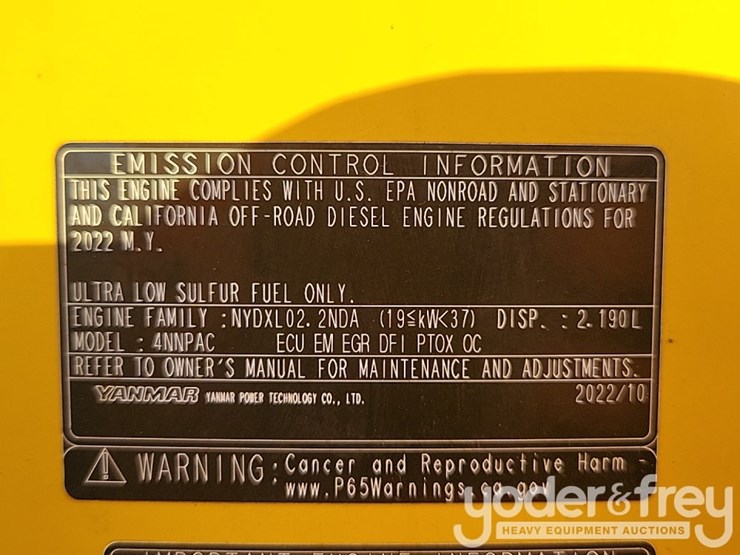 EMISSION CONTROL INFORMATION
THIS ENGINE COMPLIES WITH U.S. EPA NONROAD AND STATIONARY
AND CALIFORNIA OFF-ROAD DIESEL ENGINE REGULATIONS FOR
2022 M.Y.
ULTRA LOW SULFUR FUEL ONLY.
ENGINE FAMILY : NYDXL02.2NDA (19≦kW<37) DISP. : 2.190L
MODEL : 4NNPAC ECU EM EGR DFI PTOX OC
REFER TO OWNER'S MANUAL FOR MAINTENANCE AND ADJUSTMENTS.
YANMAR YANMAR POWER TECHNOLOGY CO., LTD. 2022/10
WARNING: Cancer and Reproductive Harm -
www.P65Warnings.ca.gov
yoder&frey
HEAVY EQUIPMENT AUCTIONS
IMPORTANT ENGINE INFORMATION